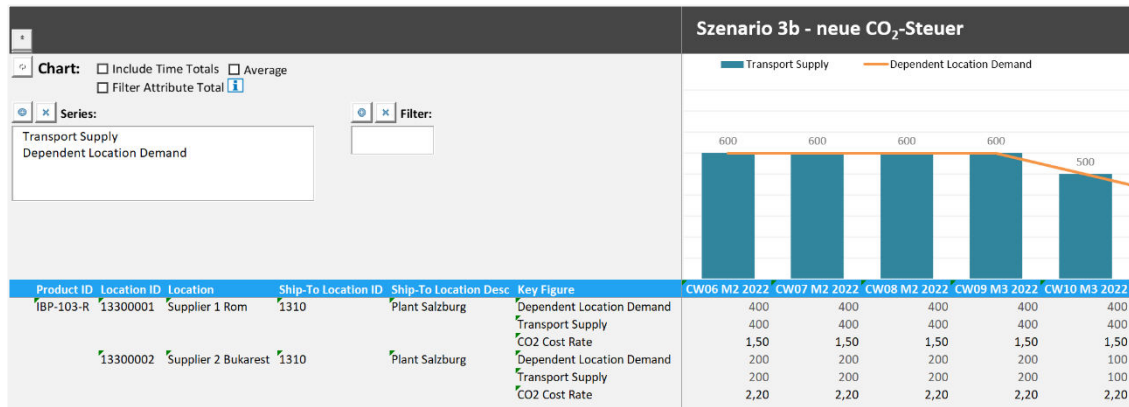 Szenario 3b - neue CO₂-Steuer
Chart: Include Time Totals Average
Filter Attribute Total i
Series: Filter:
Transport Supply
Dependent Location Demand
Transport Supply Dependent Location Demand
600 600 600 600 500
Product ID Location ID Location Ship-To Location ID Ship-To Location Desc Key Figure CW06 M2 2022 CW07 M2 2022 CW08 M2 2022 CW09 M3 2022 CW10 M3 2022
IBP-103-R 13300001 Supplier 1 Rom 1310 Plant Salzburg Dependent Location Demand 400 400 400 400 400
Transport Supply 400 400 400 400 400
CO2 Cost Rate 1,50 1,50 1,50 1,50 1,50
13300002 Supplier 2 Bukarest 1310 Plant Salzburg Dependent Location Demand 200 200 200 200 100
Transport Supply 200 200 200 200 100
CO2 Cost Rate 2,20 2,20 2,20 2,20 2,20